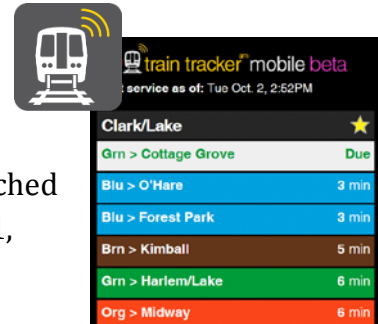 train tracker℠ mobile beta
service as of: Tue Oct. 2, 2:52PM
Clark/Lake
Grn > Cottage Grove Due
Blu > O'Hare 3 min
Blu > Forest Park 3 min
Brn > Kimball 5 min
Grn > Harlem/Lake 6 min
Org > Midway 6 min